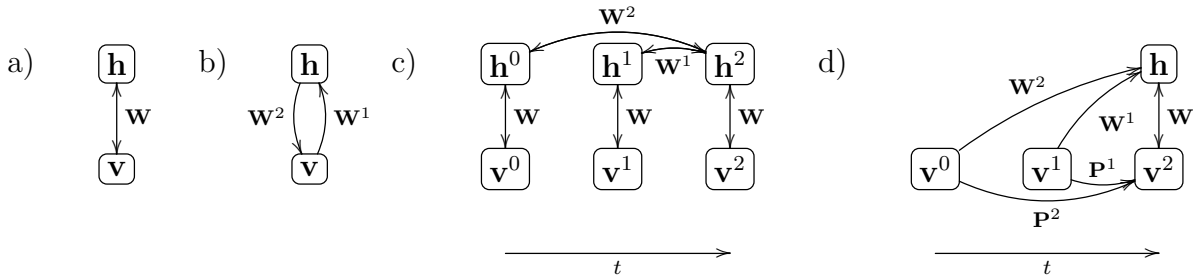 a) h W v
b) h W² W¹ v
c) W² h⁰ h¹ h² W¹ W W W v⁰ v¹ v² t
d) h W² W¹ W v⁰ v¹ v² P¹ P² t